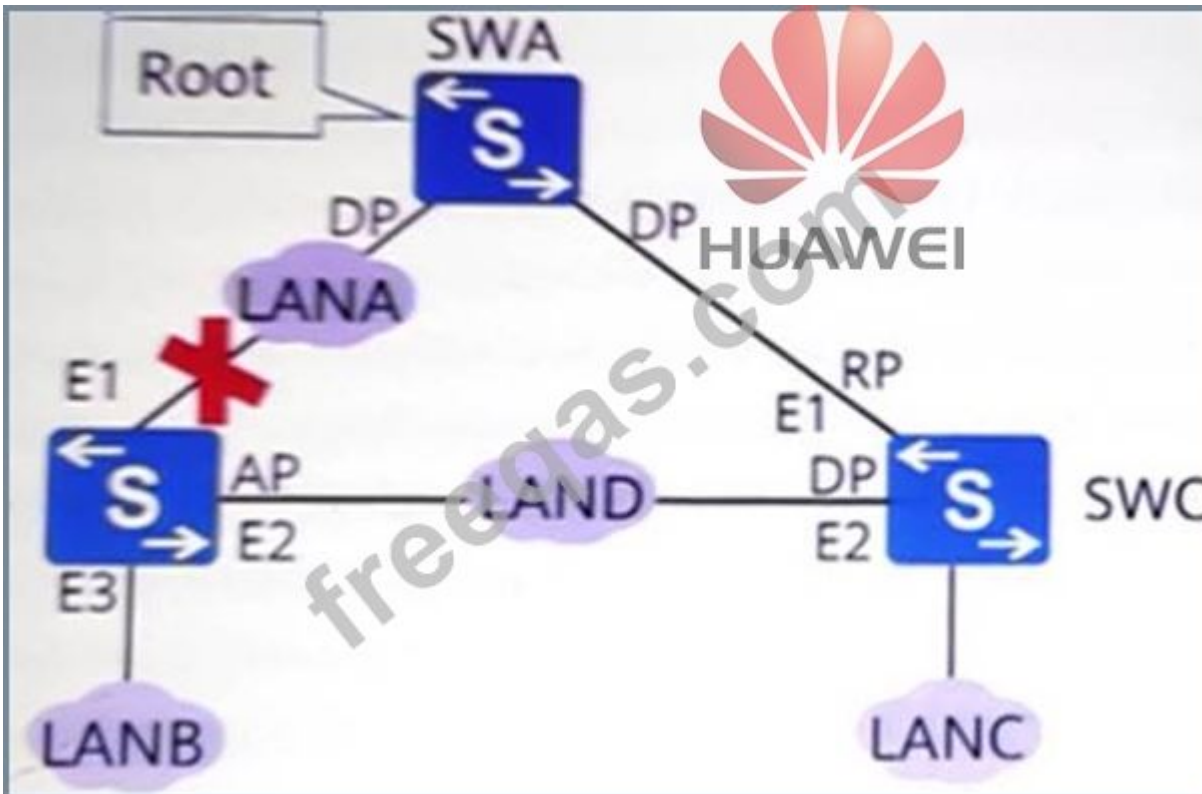 SWA
Root
S
DP
DP
HUAWEI
LANA
E1
RP
E1
S
AP
LAND
DP
S
SWC
E2
E2
E3
LANB
LANC
freeqas.com